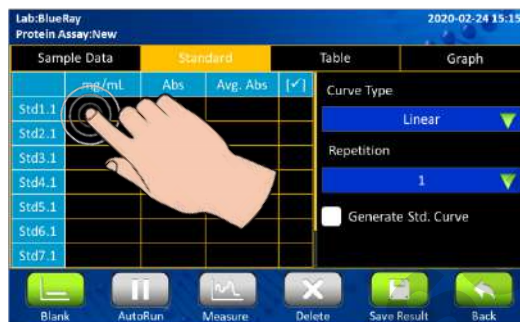 Lab:BlueRay 2020-02-24 15:15
Protein Assay:New
Sample Data Standard Table Graph
mg/mL Abs Avg. Abs [✓] Curve Type
Std1.1 Linear
Std2.1
Std3.1 Repetition
Std4.1 1
Std5.1 Generate Std. Curve
Std6.1
Std7.1
Blank AutoRun Measure Delete Save Result Back